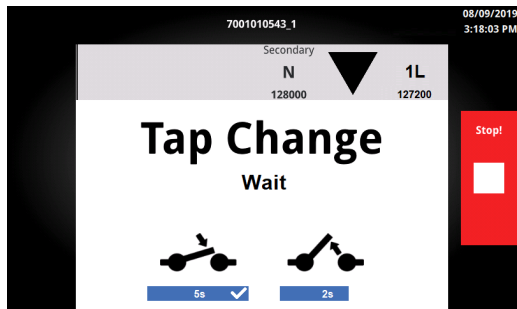 7001010543_1
08/09/2019
3:18:03 PM
Secondary
N
1L
128000
127200
Tap Change
Wait
Stop!
5s
2s